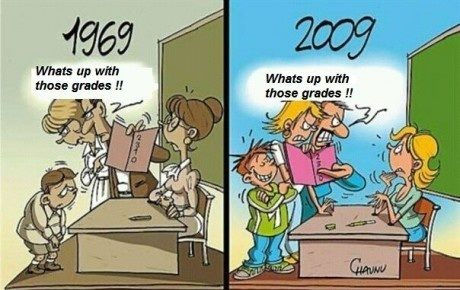 1969
Whats up with
those grades !!
2009
Whats up with
those grades !!
CHAUNU